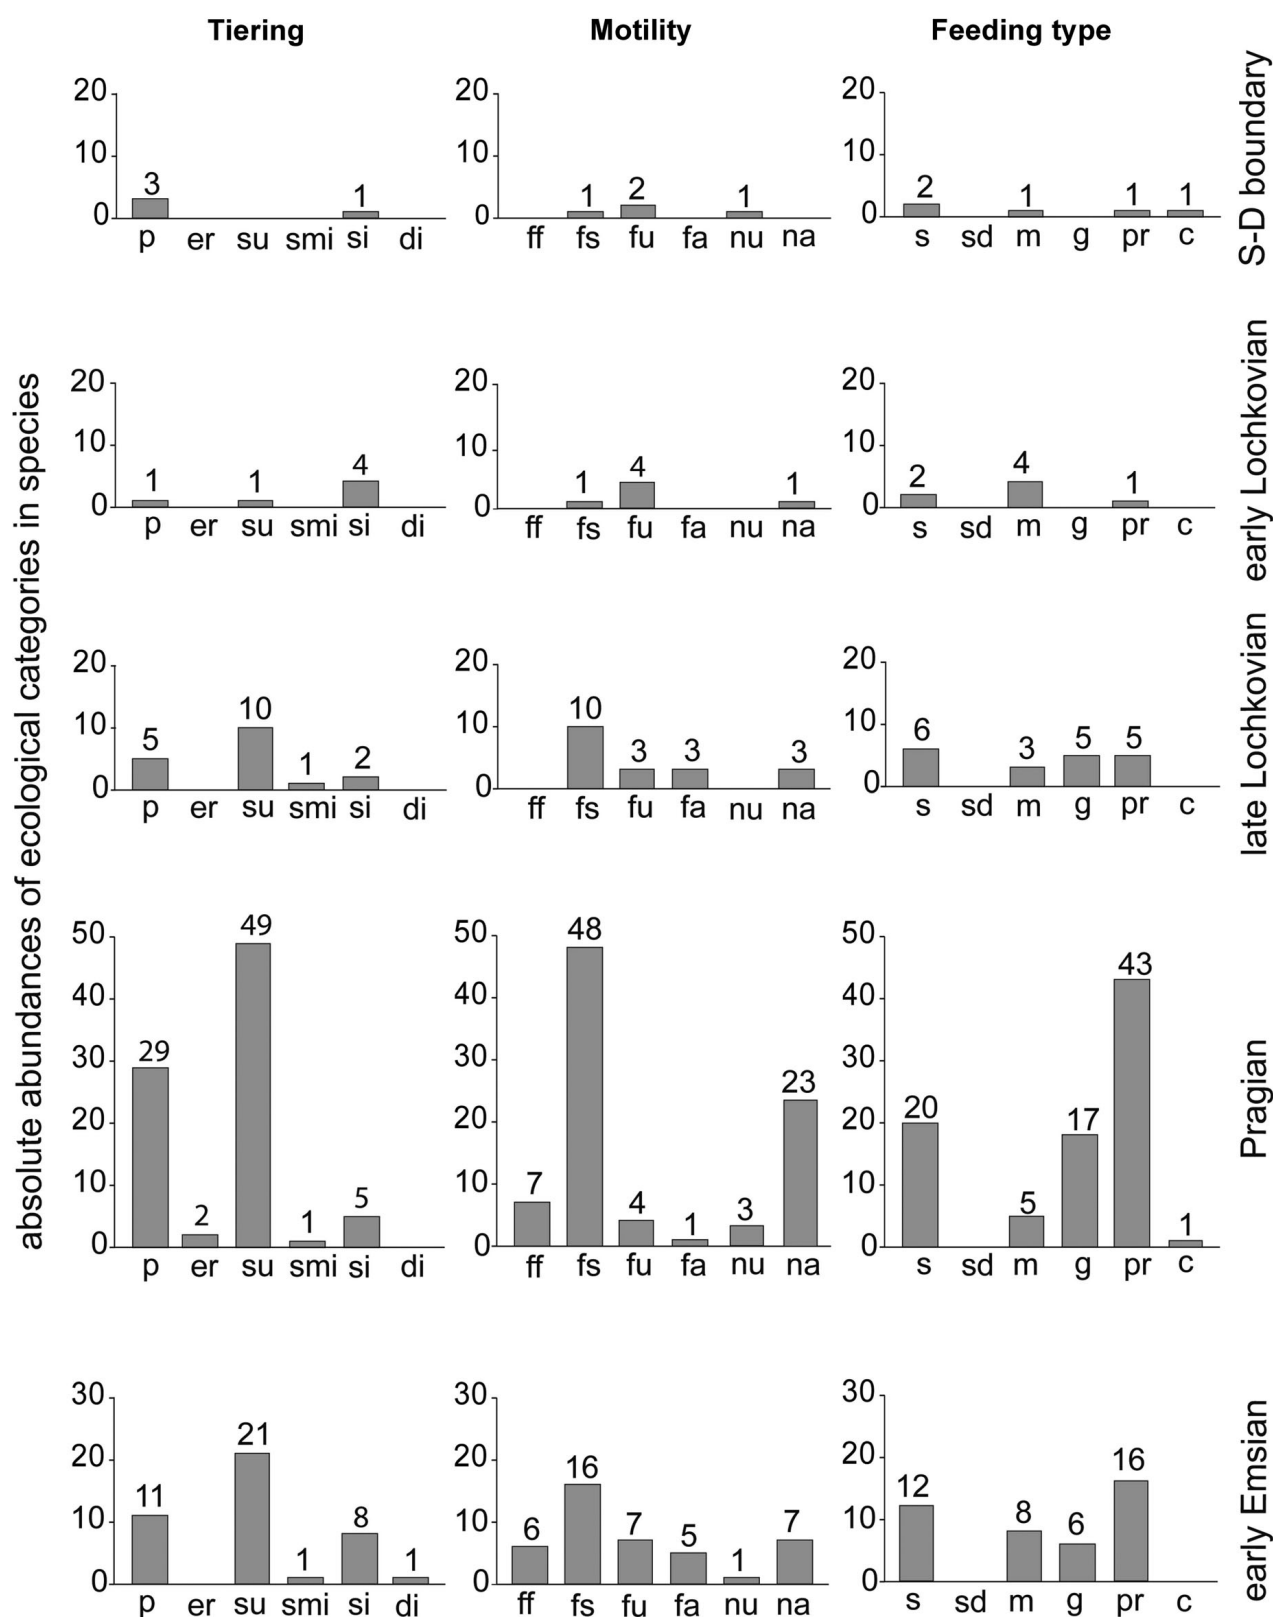 Tiering Motility Feeding type
absolute abundances of ecological categories in species
S-D boundary
20 20 20
10 10 10
0 0 0
3 1
1 2 1
2 1 1 1
p er su smi si di
ff fs fu fa nu na
s sd m g pr c
early Lochkovian
20 20 20
10 10 10
0 0 0
1 1 4
1 4 1
2 4 1
p er su smi si di
ff fs fu fa nu na
s sd m g pr c
late Lochkovian
20 20 20
10 10 10
0 0 0
5 10 1 2
10 3 3 3
6 3 5 5
p er su smi si di
ff fs fu fa nu na
s sd m g pr c
Pragian
50 50 50
40 40 40
30 30 30
20 20 20
10 10 10
0 0 0
29 2 49 1 5
7 48 4 1 3 23
20 5 17 43 1
p er su smi si di
ff fs fu fa nu na
s sd m g pr c
early Emsian
30 30 30
20 20 20
10 10 10
0 0 0
11 21 1 8 1
6 16 7 5 1 7
12 8 6 16
p er su smi si di
ff fs fu fa nu na
s sd m g pr c